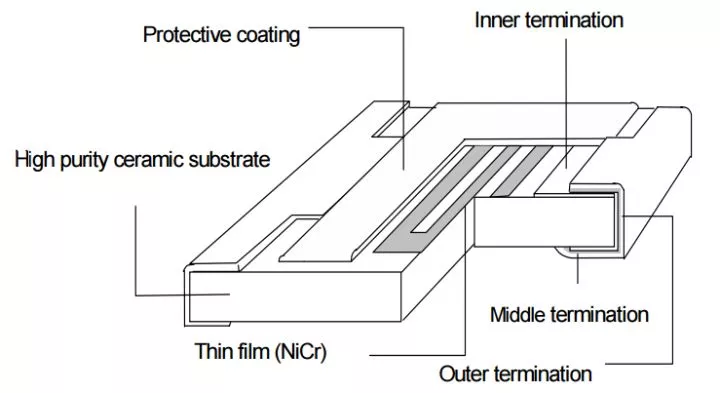 Inner termination
Protective coating
High purity ceramic substrate
Middle termination
Thin film (NiCr)
Outer termination